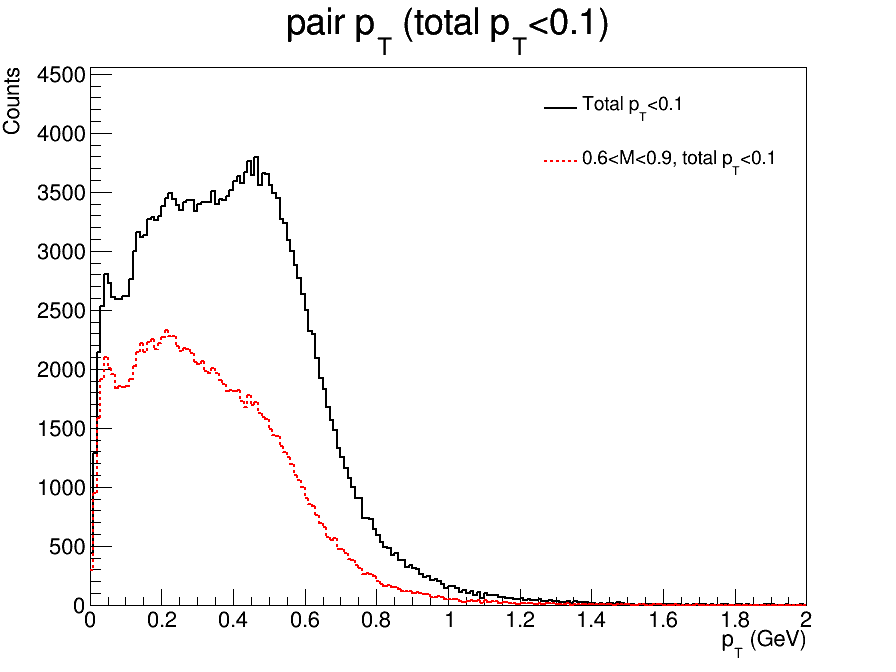 pair p_T (total p_T<0.1)
Counts
4500
4000
3500
3000
2500
2000
1500
1000
500
0
Total p_T<0.1
0.6<M<0.9, total p_T<0.1
0 0.2 0.4 0.6 0.8 1 1.2 1.4 1.6 1.8 2
p_T (GeV)